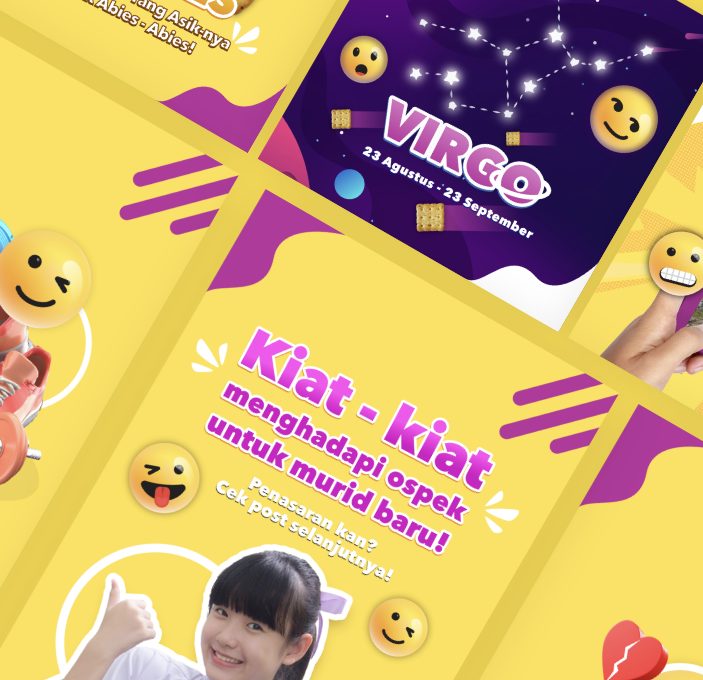 Yang Asik-nya
Abies - Abies!
VIRGO
23 Agustus - 23 September
Kiat - kiat
menghadapi ospek
untuk murid baru!
Penasaran kan?
Cek post selanjutnya!